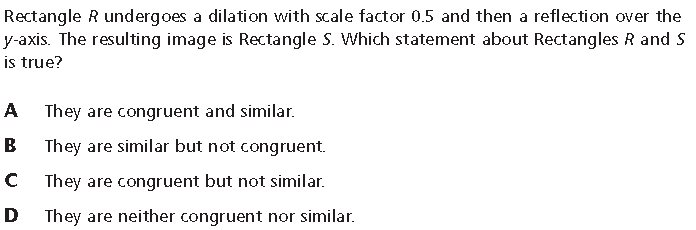 Rectangle R undergoes a dilation with scale factor 0.5 and then a reflection over the
y-axis. The resulting image is Rectangle S. Which statement about Rectangles R and S
is true?
A They are congruent and similar.
B They are similar but not congruent.
C They are congruent but not similar.
D They are neither congruent nor similar.